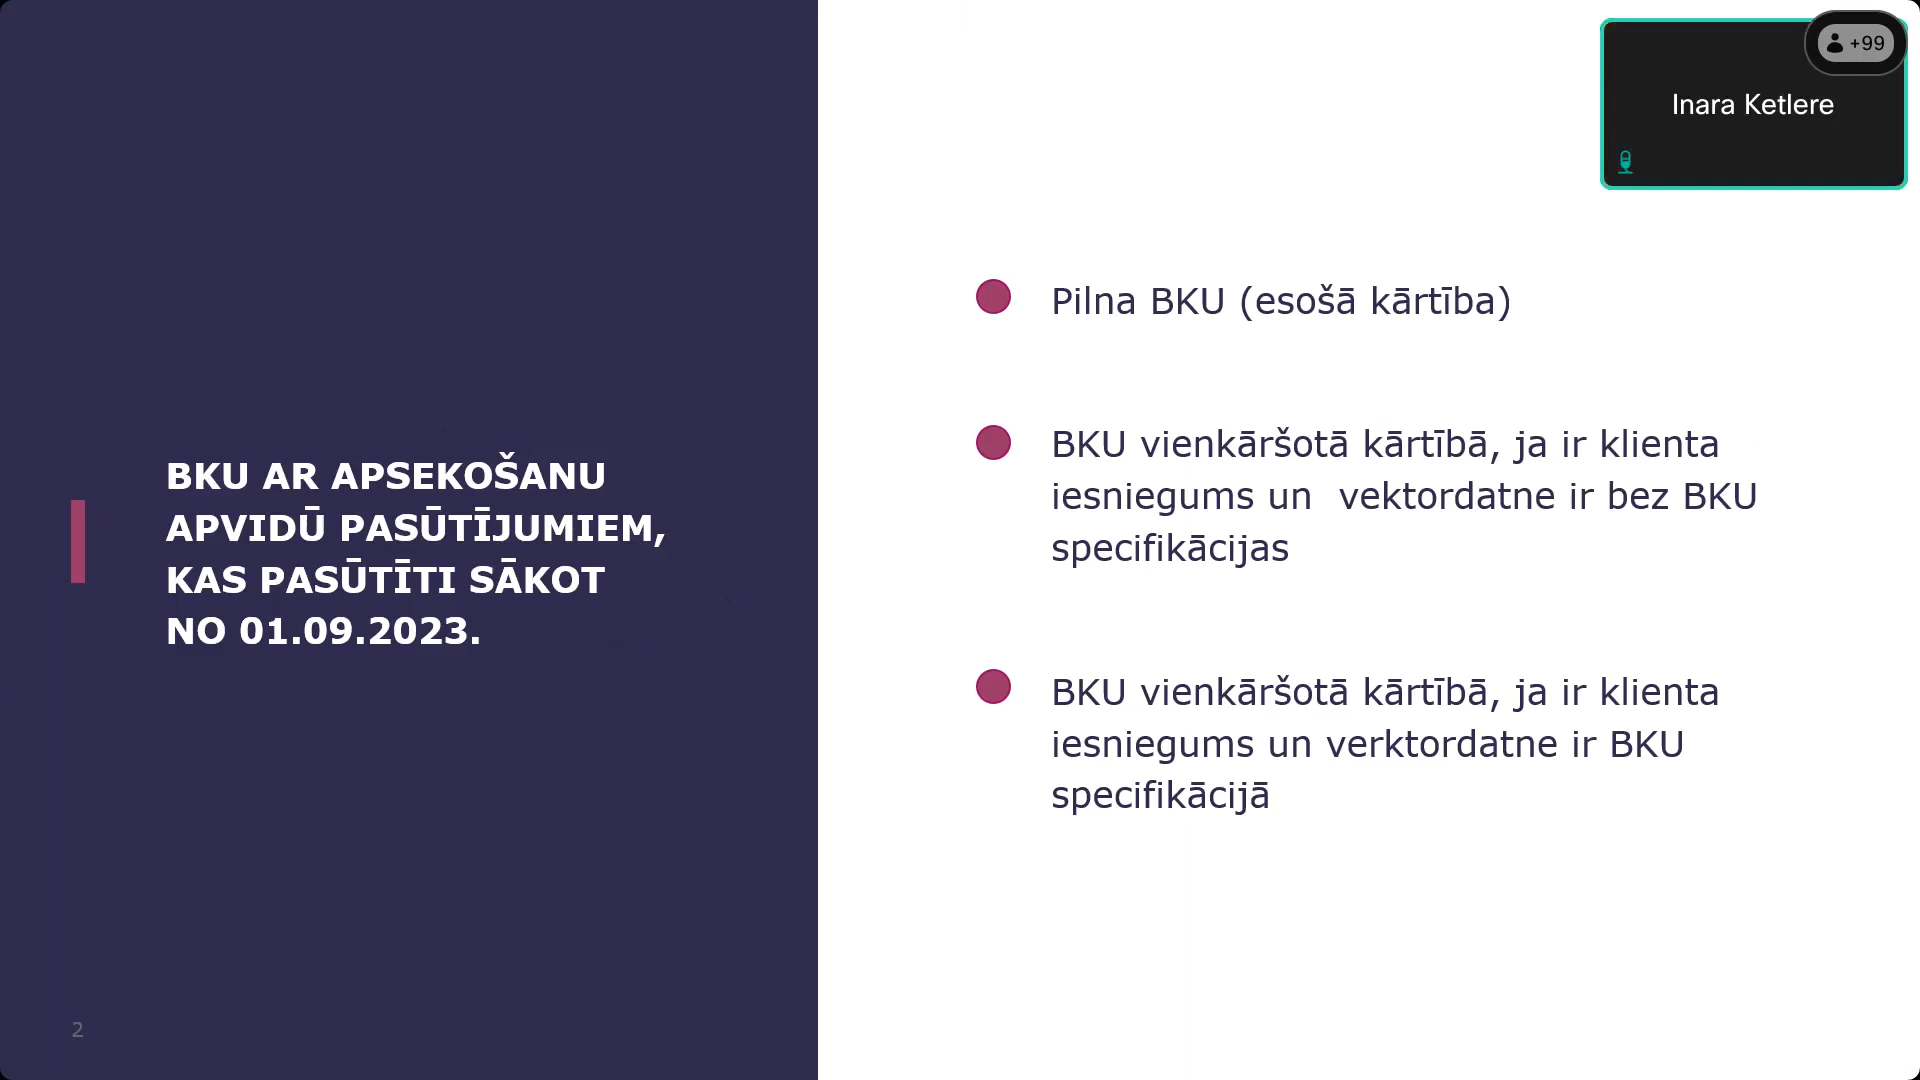 BKU AR APSEKOŠANU
APVIDŪ PASŪTĪJUMIEM,
KAS PASŪTĪTI SĀKOT
NO 01.09.2023.
2
+99
Inara Ketlere
Pilna BKU (esošā kārtība)
BKU vienkāršotā kārtībā, ja ir klienta
iesniegums un  vektordatne ir bez BKU
specifikācijas
BKU vienkāršotā kārtībā, ja ir klienta
iesniegums un verktordatne ir BKU
specifikācijā